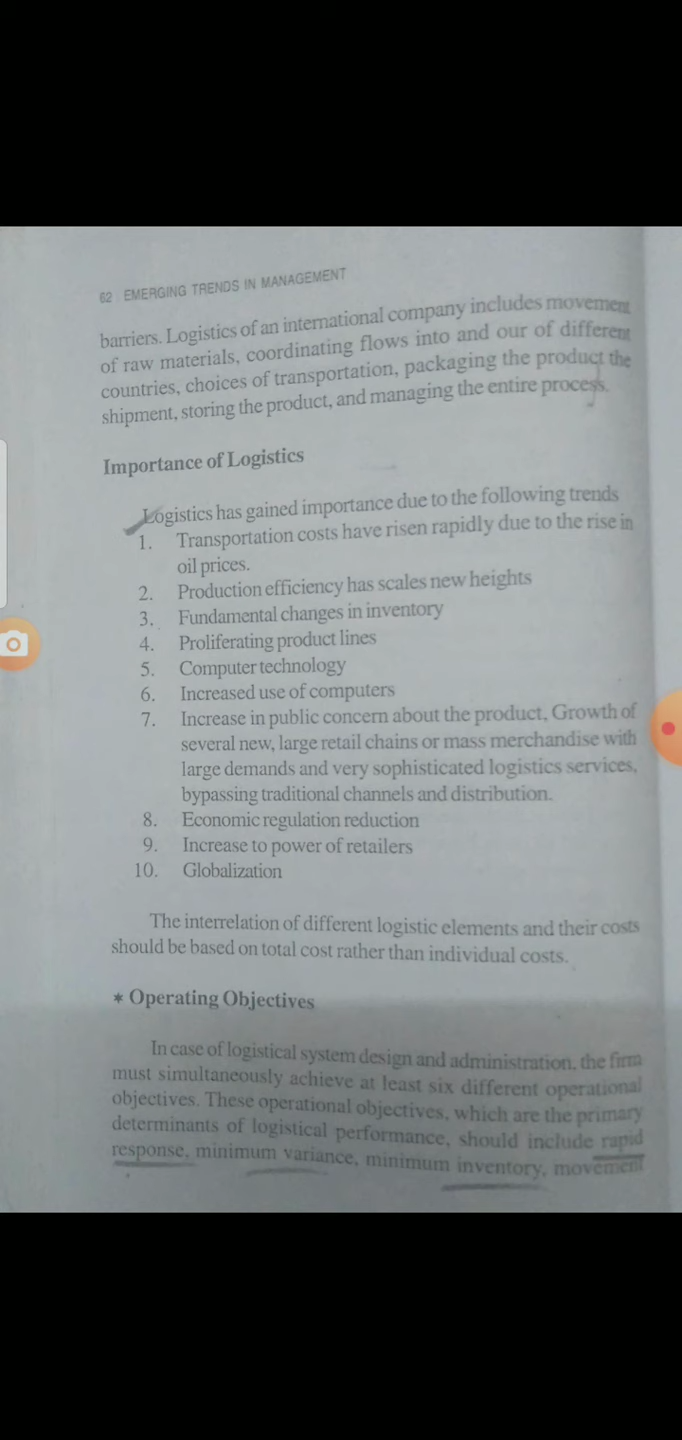 62 EMERGING TRENDS IN MANAGEMENT
barriers. Logistics of an international company includes movement
of raw materials, coordinating flows into and our of different
countries, choices of transportation, packaging the product the
shipment, storing the product, and managing the entire process.
Importance of Logistics
Logistics has gained importance due to the following trends
1. Transportation costs have risen rapidly due to the rise in
oil prices.
2. Production efficiency has scales new heights
3. Fundamental changes in inventory
4. Proliferating product lines
5. Computer technology
6. Increased use of computers
7. Increase in public concern about the product, Growth of
several new, large retail chains or mass merchandise with
large demands and very sophisticated logistics services,
bypassing traditional channels and distribution.
8. Economic regulation reduction
9. Increase to power of retailers
10. Globalization
The interrelation of different logistic elements and their costs
should be based on total cost rather than individual costs.
* Operating Objectives
In case of logistical system design and administration, the firm
must simultaneously achieve at least six different operational
objectives. These operational objectives, which are the primary
determinants of logistical performance, should include rapid
response, minimum variance, minimum inventory, movement